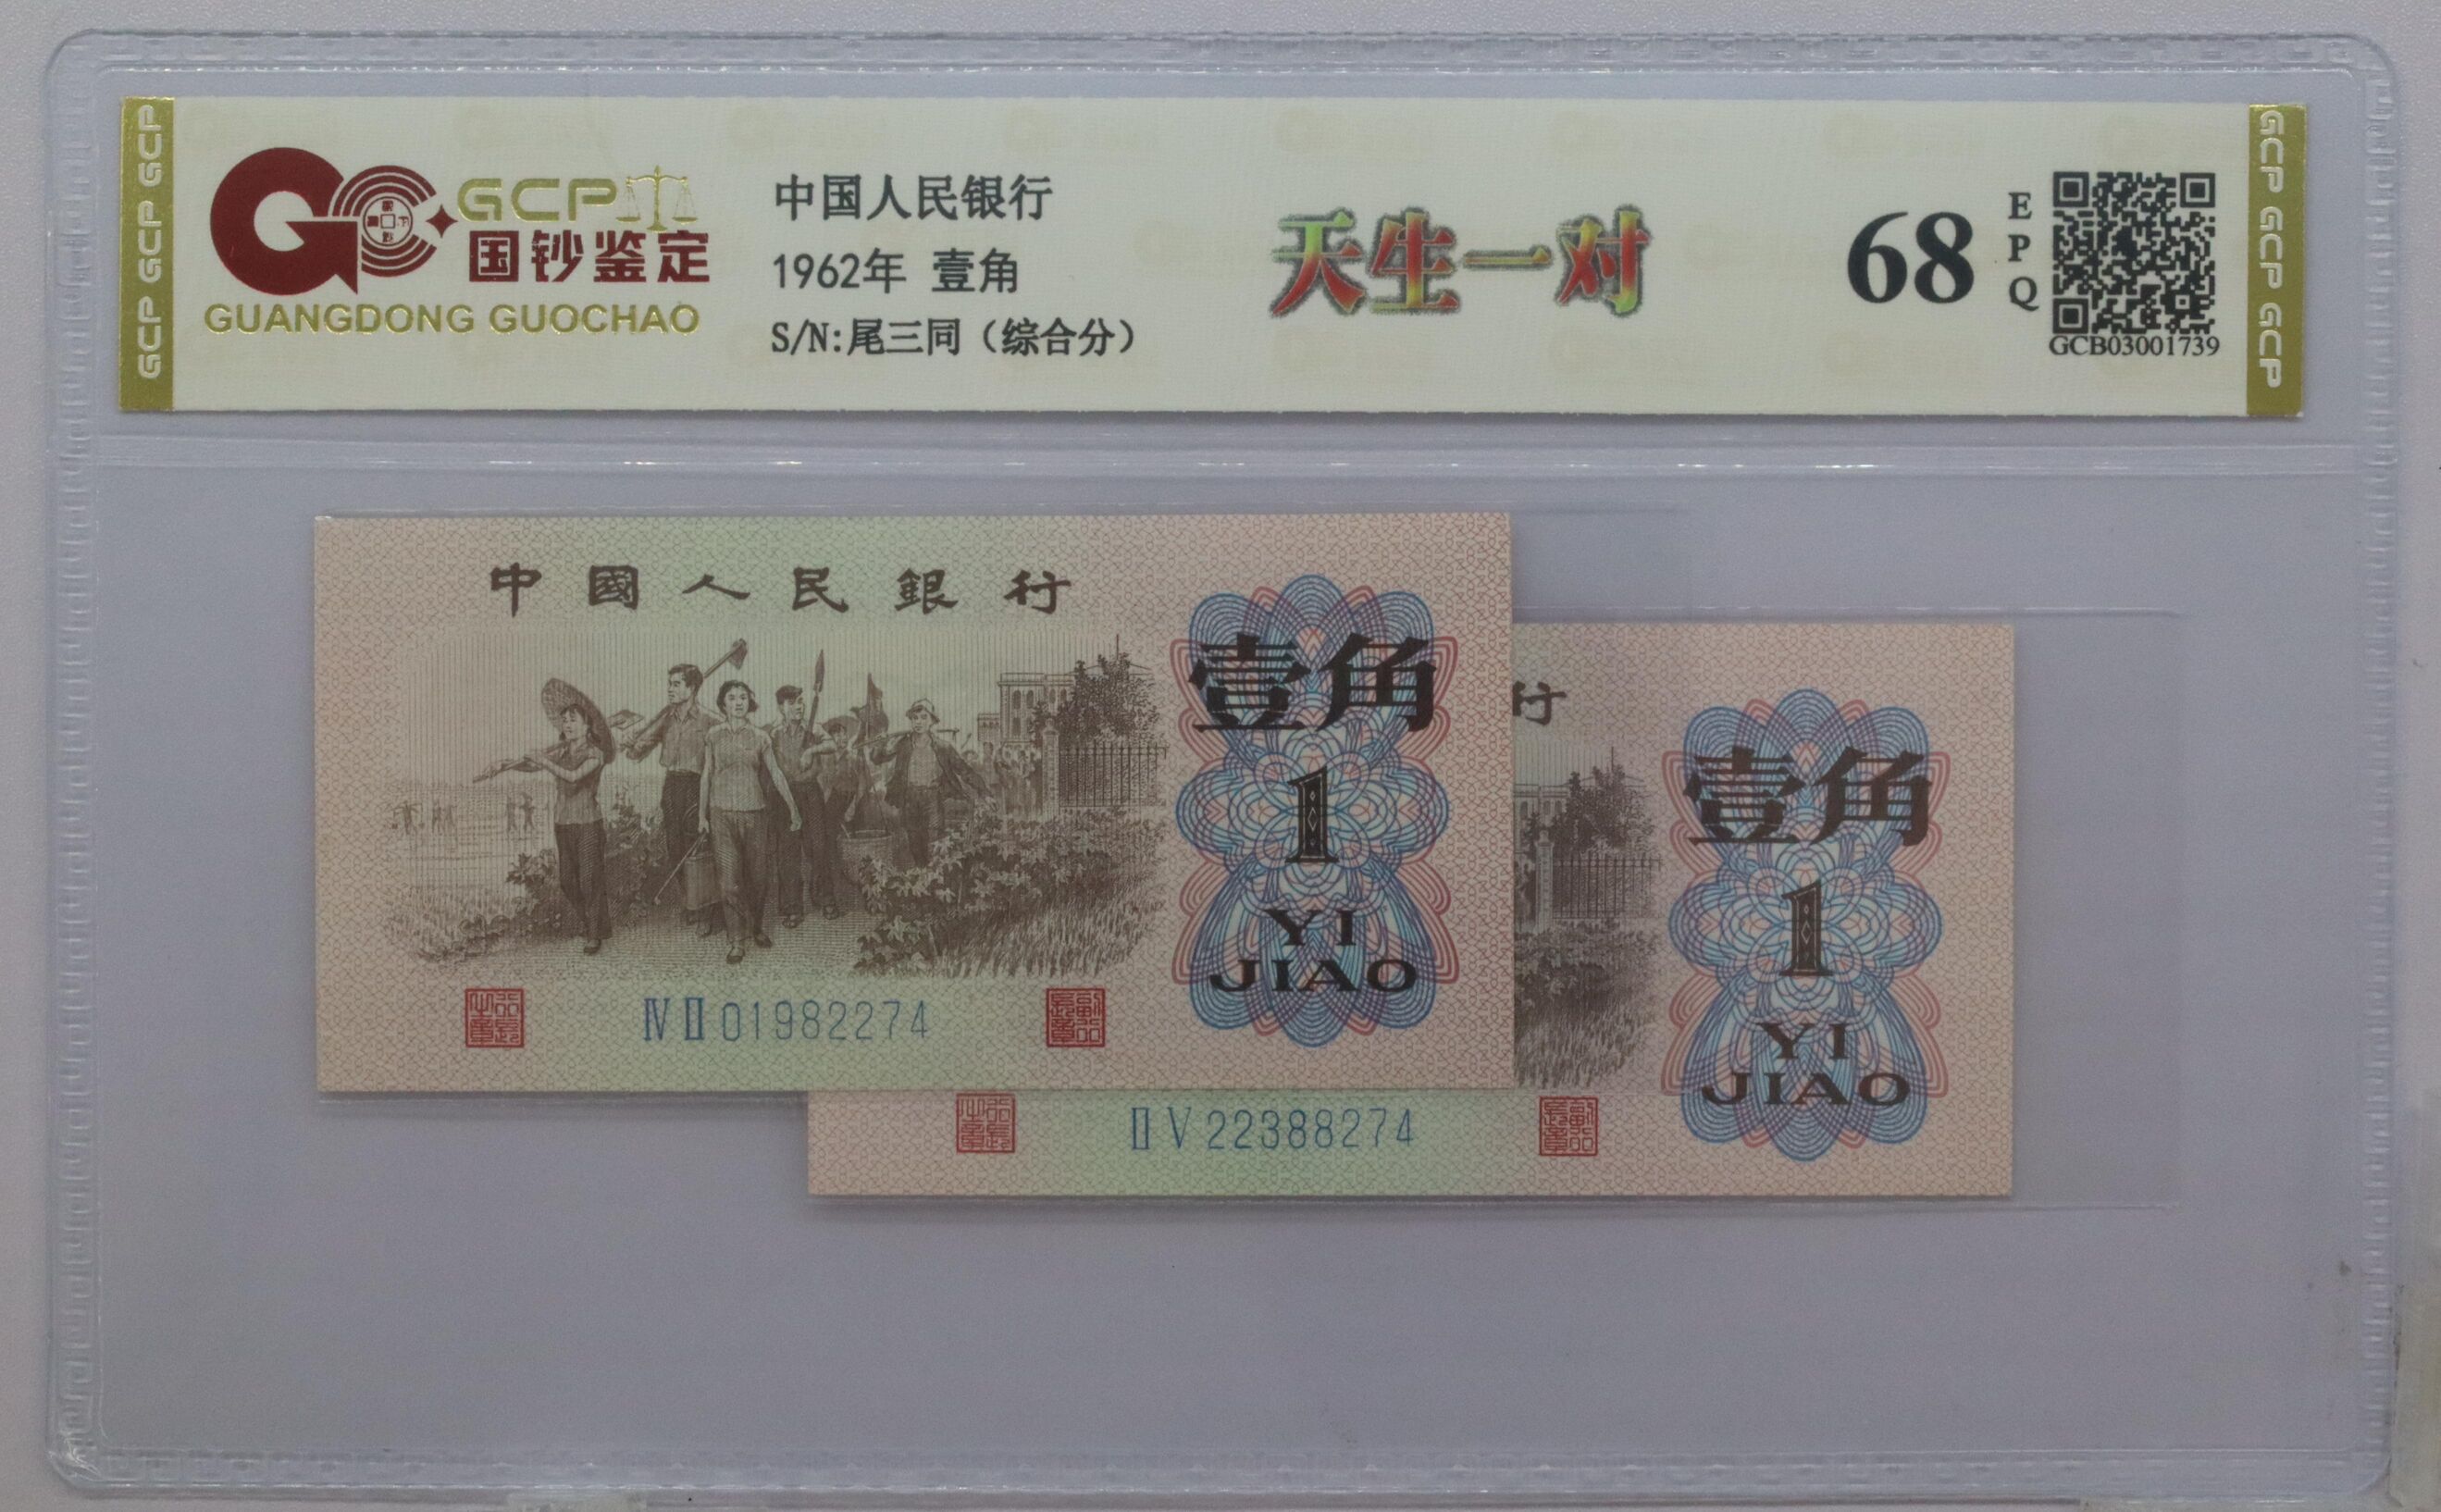 GCP GCP GCP
GCP
国钞鉴定
GUANGDONG GUOCHAO
中国人民银行
1962年 壹角
S/N:尾三同（综合分）
天生一对
68
EPQ
GCB03001739
GCP GCP GCP
中國人民銀行
壹角
1
YI
JIAO
ⅣⅡ01982274
行
壹角
1
YI
JIAO
ⅡⅤ22388274